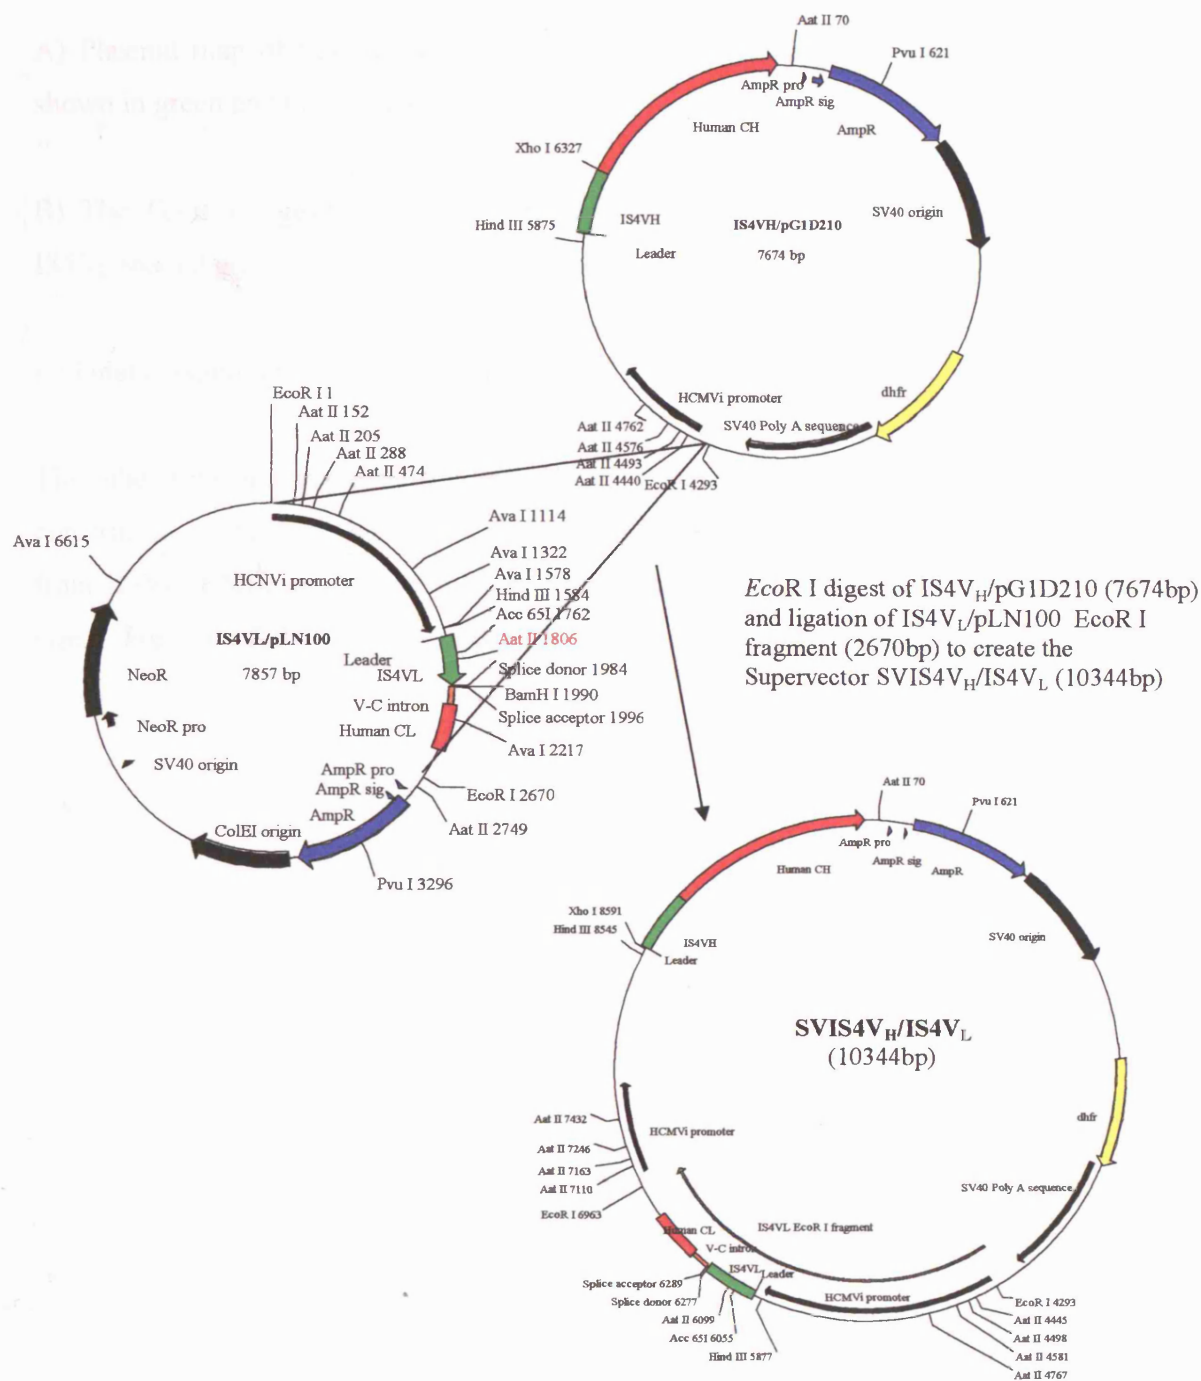 Aat II 70
Pvu I 621
AmpR pro
AmpR sig
AmpR
Human CH
Xho I 6327
SV40 origin
IS4VH
IS4VH/pG1D210
Hind III 5875
Leader
7674 bp
dhfr
HCMVi promoter
SV40 Poly A sequence
Aat II 4762
Aat II 4576
Aat II 4493
Aat II 4440
EcoR I 4293
EcoR I 1
Aat II 152
Aat II 205
Aat II 288
Aat II 474
Ava I 1114
Ava I 6615
Ava I 1322
HCNVi promoter
Ava I 1578
Hind III 1584
Acc 65I 1762
IS4VL/pLN100
Aat II 1806
Leader
7857 bp
IS4VL
Splice donor 1984
NeoR
BamH I 1990
V-C intron
Splice acceptor 1996
NeoR pro
Human CL
Ava I 2217
SV40 origin
AmpR pro
AmpR sig
EcoR I 2670
AmpR
ColEI origin
Aat II 2749
Pvu I 3296
EcoR I digest of IS4VH/pG1D210 (7674bp)
and ligation of IS4VL/pLN100 EcoR I
fragment (2670bp) to create the
Supervector SVIS4VH/IS4VL (10344bp)
Aat II 70
Pvu I 621
AmpR pro
AmpR sig
AmpR
Human CH
Xho I 8591
Hind III 8545
IS4VH
Leader
SV40 origin
SVIS4VH/IS4VL
(10344bp)
dhfr
Aat II 7432
HCMVi promoter
Aat II 7246
Aat II 7163
Aat II 7110
SV40 Poly A sequence
EcoR I 6963
Human CL
IS4VL EcoR I fragment
V-C intron
IS4VL
Leader
Splice acceptor 6289
HCMVi promoter
Splice donor 6277
Aat II 6099
Acc 65I 6055
Hind III 5877
EcoR I 4293
Aat II 4445
Aat II 4498
Aat II 4581
Aat II 4767